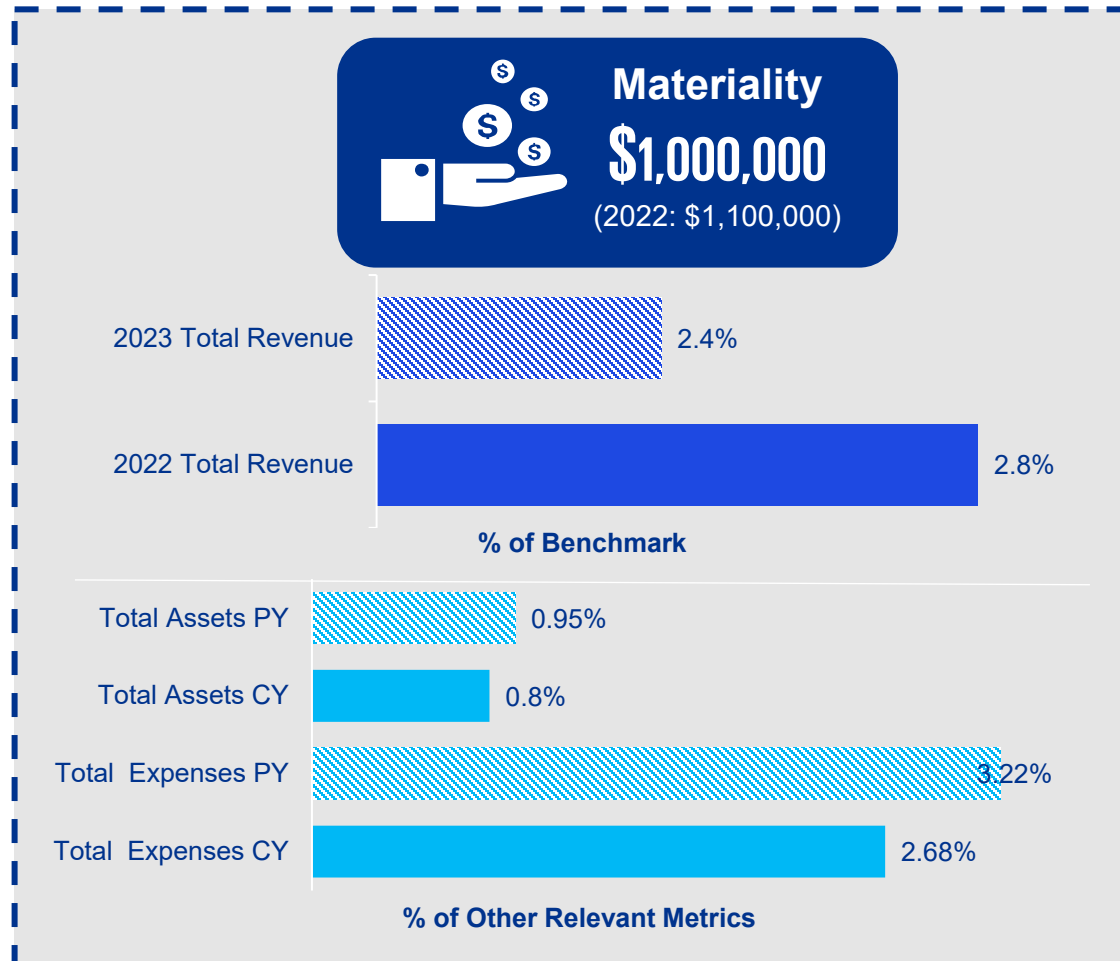 $
$
$
$
Materiality
$1,000,000
(2022: $1,100,000)
2023 Total Revenue 2.4%
2022 Total Revenue 2.8%
% of Benchmark
Total Assets PY 0.95%
Total Assets CY 0.8%
Total  Expenses PY 3.22%
Total  Expenses CY 2.68%
% of Other Relevant Metrics